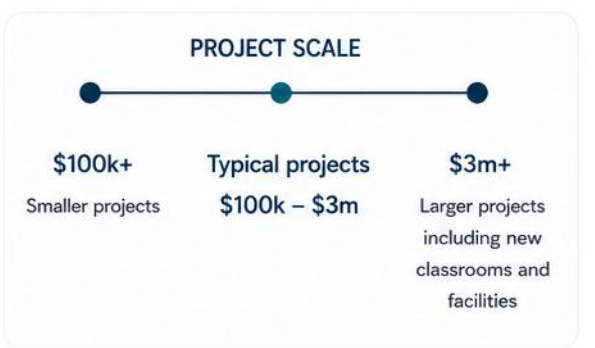 PROJECT SCALE
$100k+
Smaller projects
Typical projects
$100k – $3m
$3m+
Larger projects
including new
classrooms and
facilities